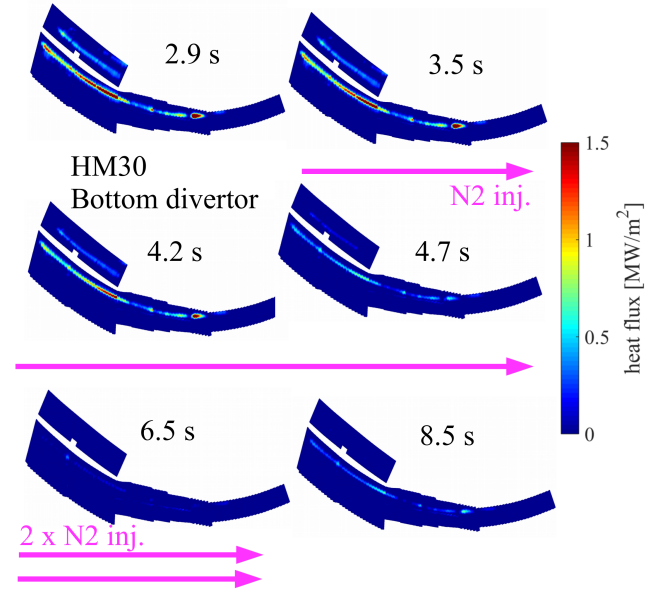 2.9 s
3.5 s
HM30
Bottom divertor
N2 inj.
4.2 s
4.7 s
6.5 s
8.5 s
2 x N2 inj.
1.5
1
0.5
0
heat flux [MW/m²]